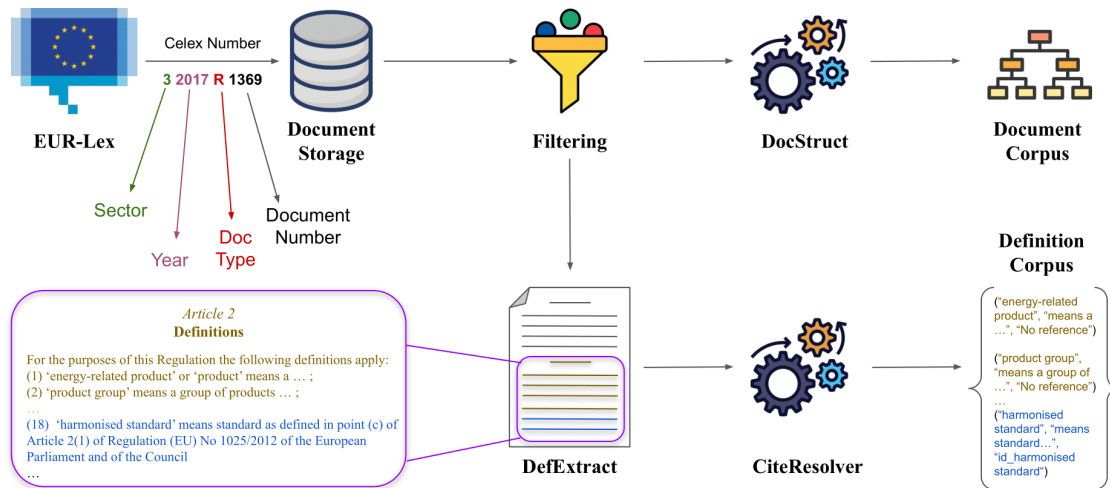 Celex Number
3 2017 R 1369
EUR-Lex
Document
Storage
Filtering
DocStruct
Document
Corpus
Sector
Year
Doc
Type
Document
Number
Article 2
Definitions
For the purposes of this Regulation the following definitions apply:
(1) ‘energy-related product’ or ‘product’ means a … ;
(2) ‘product group’ means a group of products … ;
…
(18) ‘harmonised standard’ means standard as defined in point (c) of
Article 2(1) of Regulation (EU) No 1025/2012 of the European
Parliament and of the Council
…
DefExtract
CiteResolver
Definition
Corpus
(“energy-related
product”, “means a
…”, “No reference”)
(“product group”,
“means a group of
…”, “No reference”)
…
(“harmonised
standard”, “means
standard…”,
“id_harmonised
standard”)